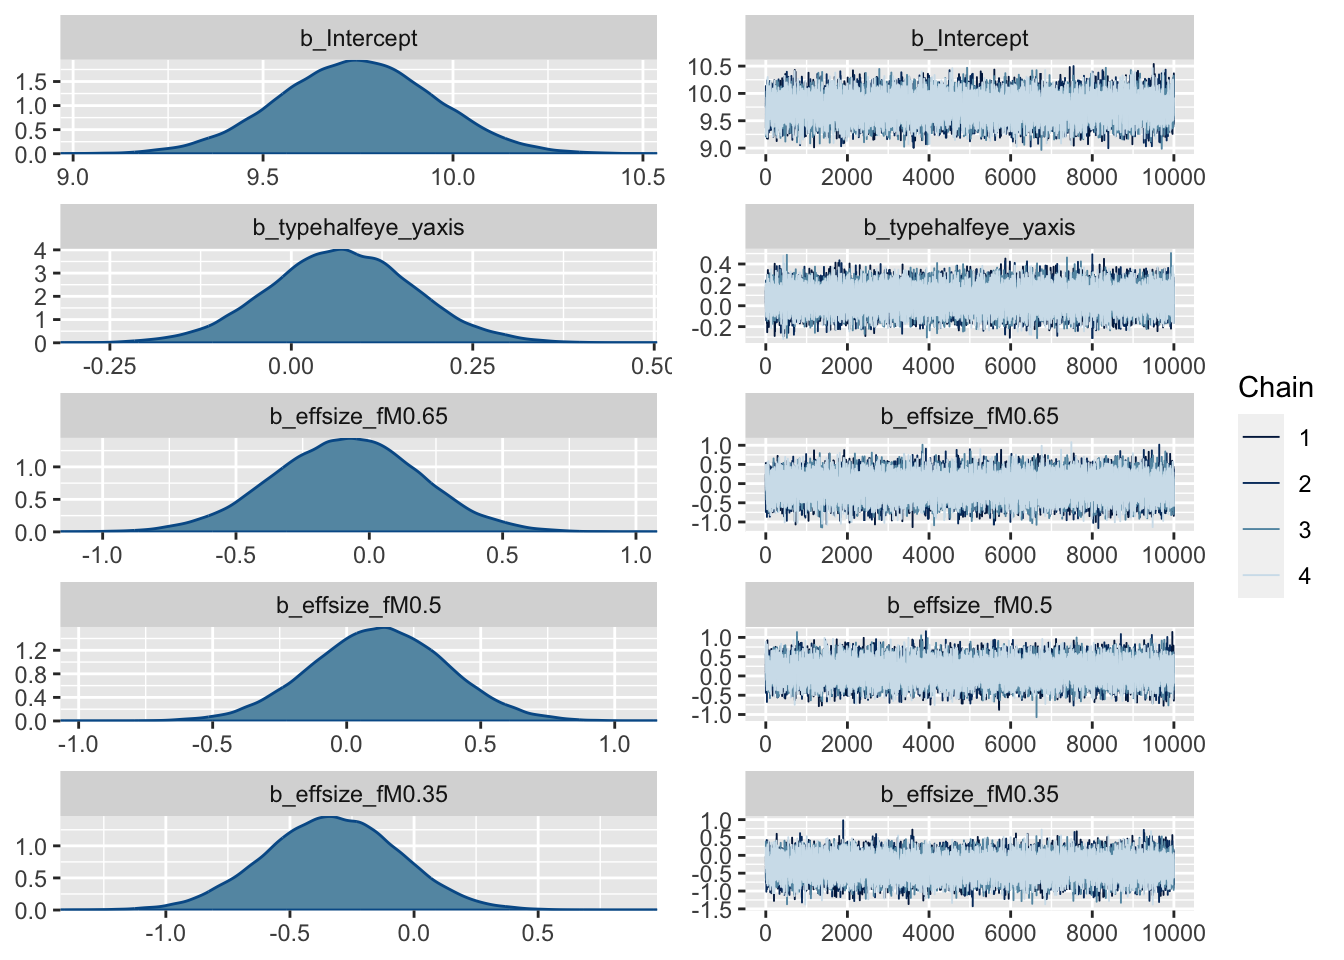 b_Intercept
1.5
1.0
0.5
0.0
9.0 9.5 10.0 10.5
b_Intercept
10.5
10.0
9.5
9.0
0 2000 4000 6000 8000 10000
b_typehalfeye_yaxis
4
3
2
1
0
-0.25 0.00 0.25 0.50
b_typehalfeye_yaxis
0.4
0.2
0.0
-0.2
0 2000 4000 6000 8000 10000
b_effsize_fM0.65
1.0
0.5
0.0
-1.0 -0.5 0.0 0.5 1.0
b_effsize_fM0.65
1.0
0.5
0.0
-0.5
-1.0
0 2000 4000 6000 8000 10000
b_effsize_fM0.5
1.2
0.8
0.4
0.0
-1.0 -0.5 0.0 0.5 1.0
b_effsize_fM0.5
1.0
0.5
0.0
-0.5
-1.0
0 2000 4000 6000 8000 10000
b_effsize_fM0.35
1.0
0.5
0.0
-1.0 -0.5 0.0 0.5
b_effsize_fM0.35
1.0
0.5
0.0
-0.5
-1.0
-1.5
0 2000 4000 6000 8000 10000
Chain
1
2
3
4